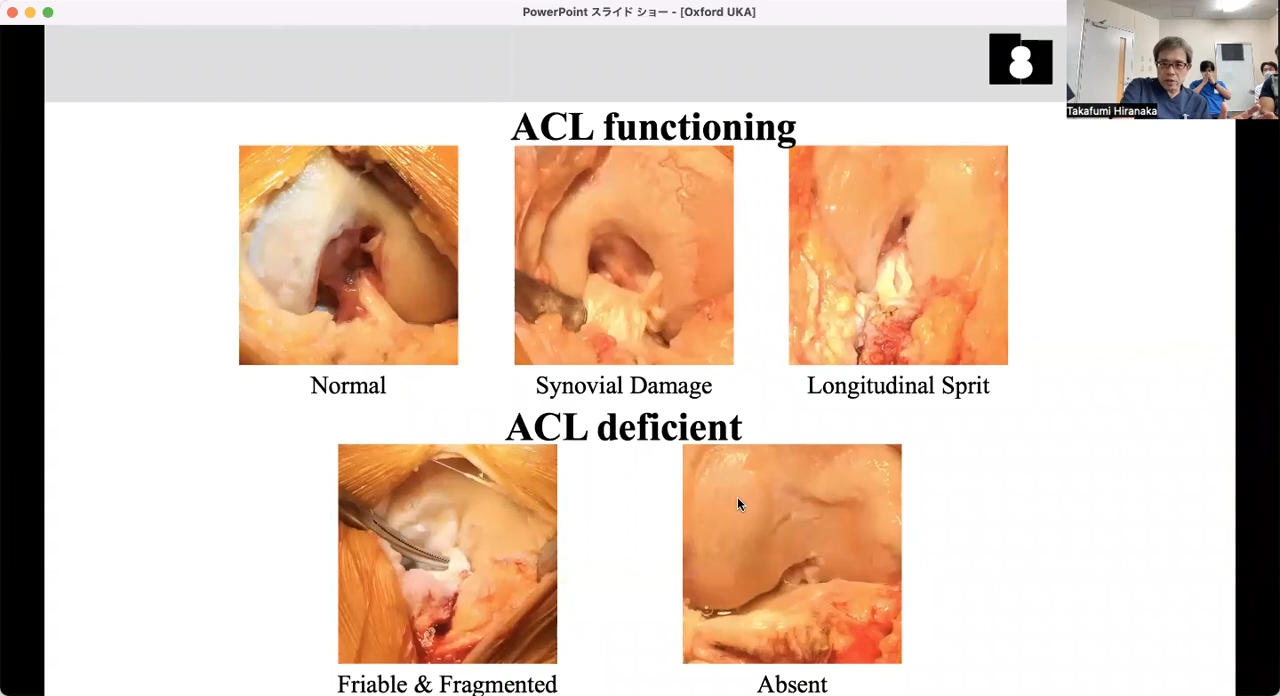 PowerPoint スライド ショー - [Oxford UKA]
Takafumi Hiranaka
ACL functioning
Normal
Synovial Damage
Longitudinal Sprit
ACL deficient
Friable & Fragmented
Absent